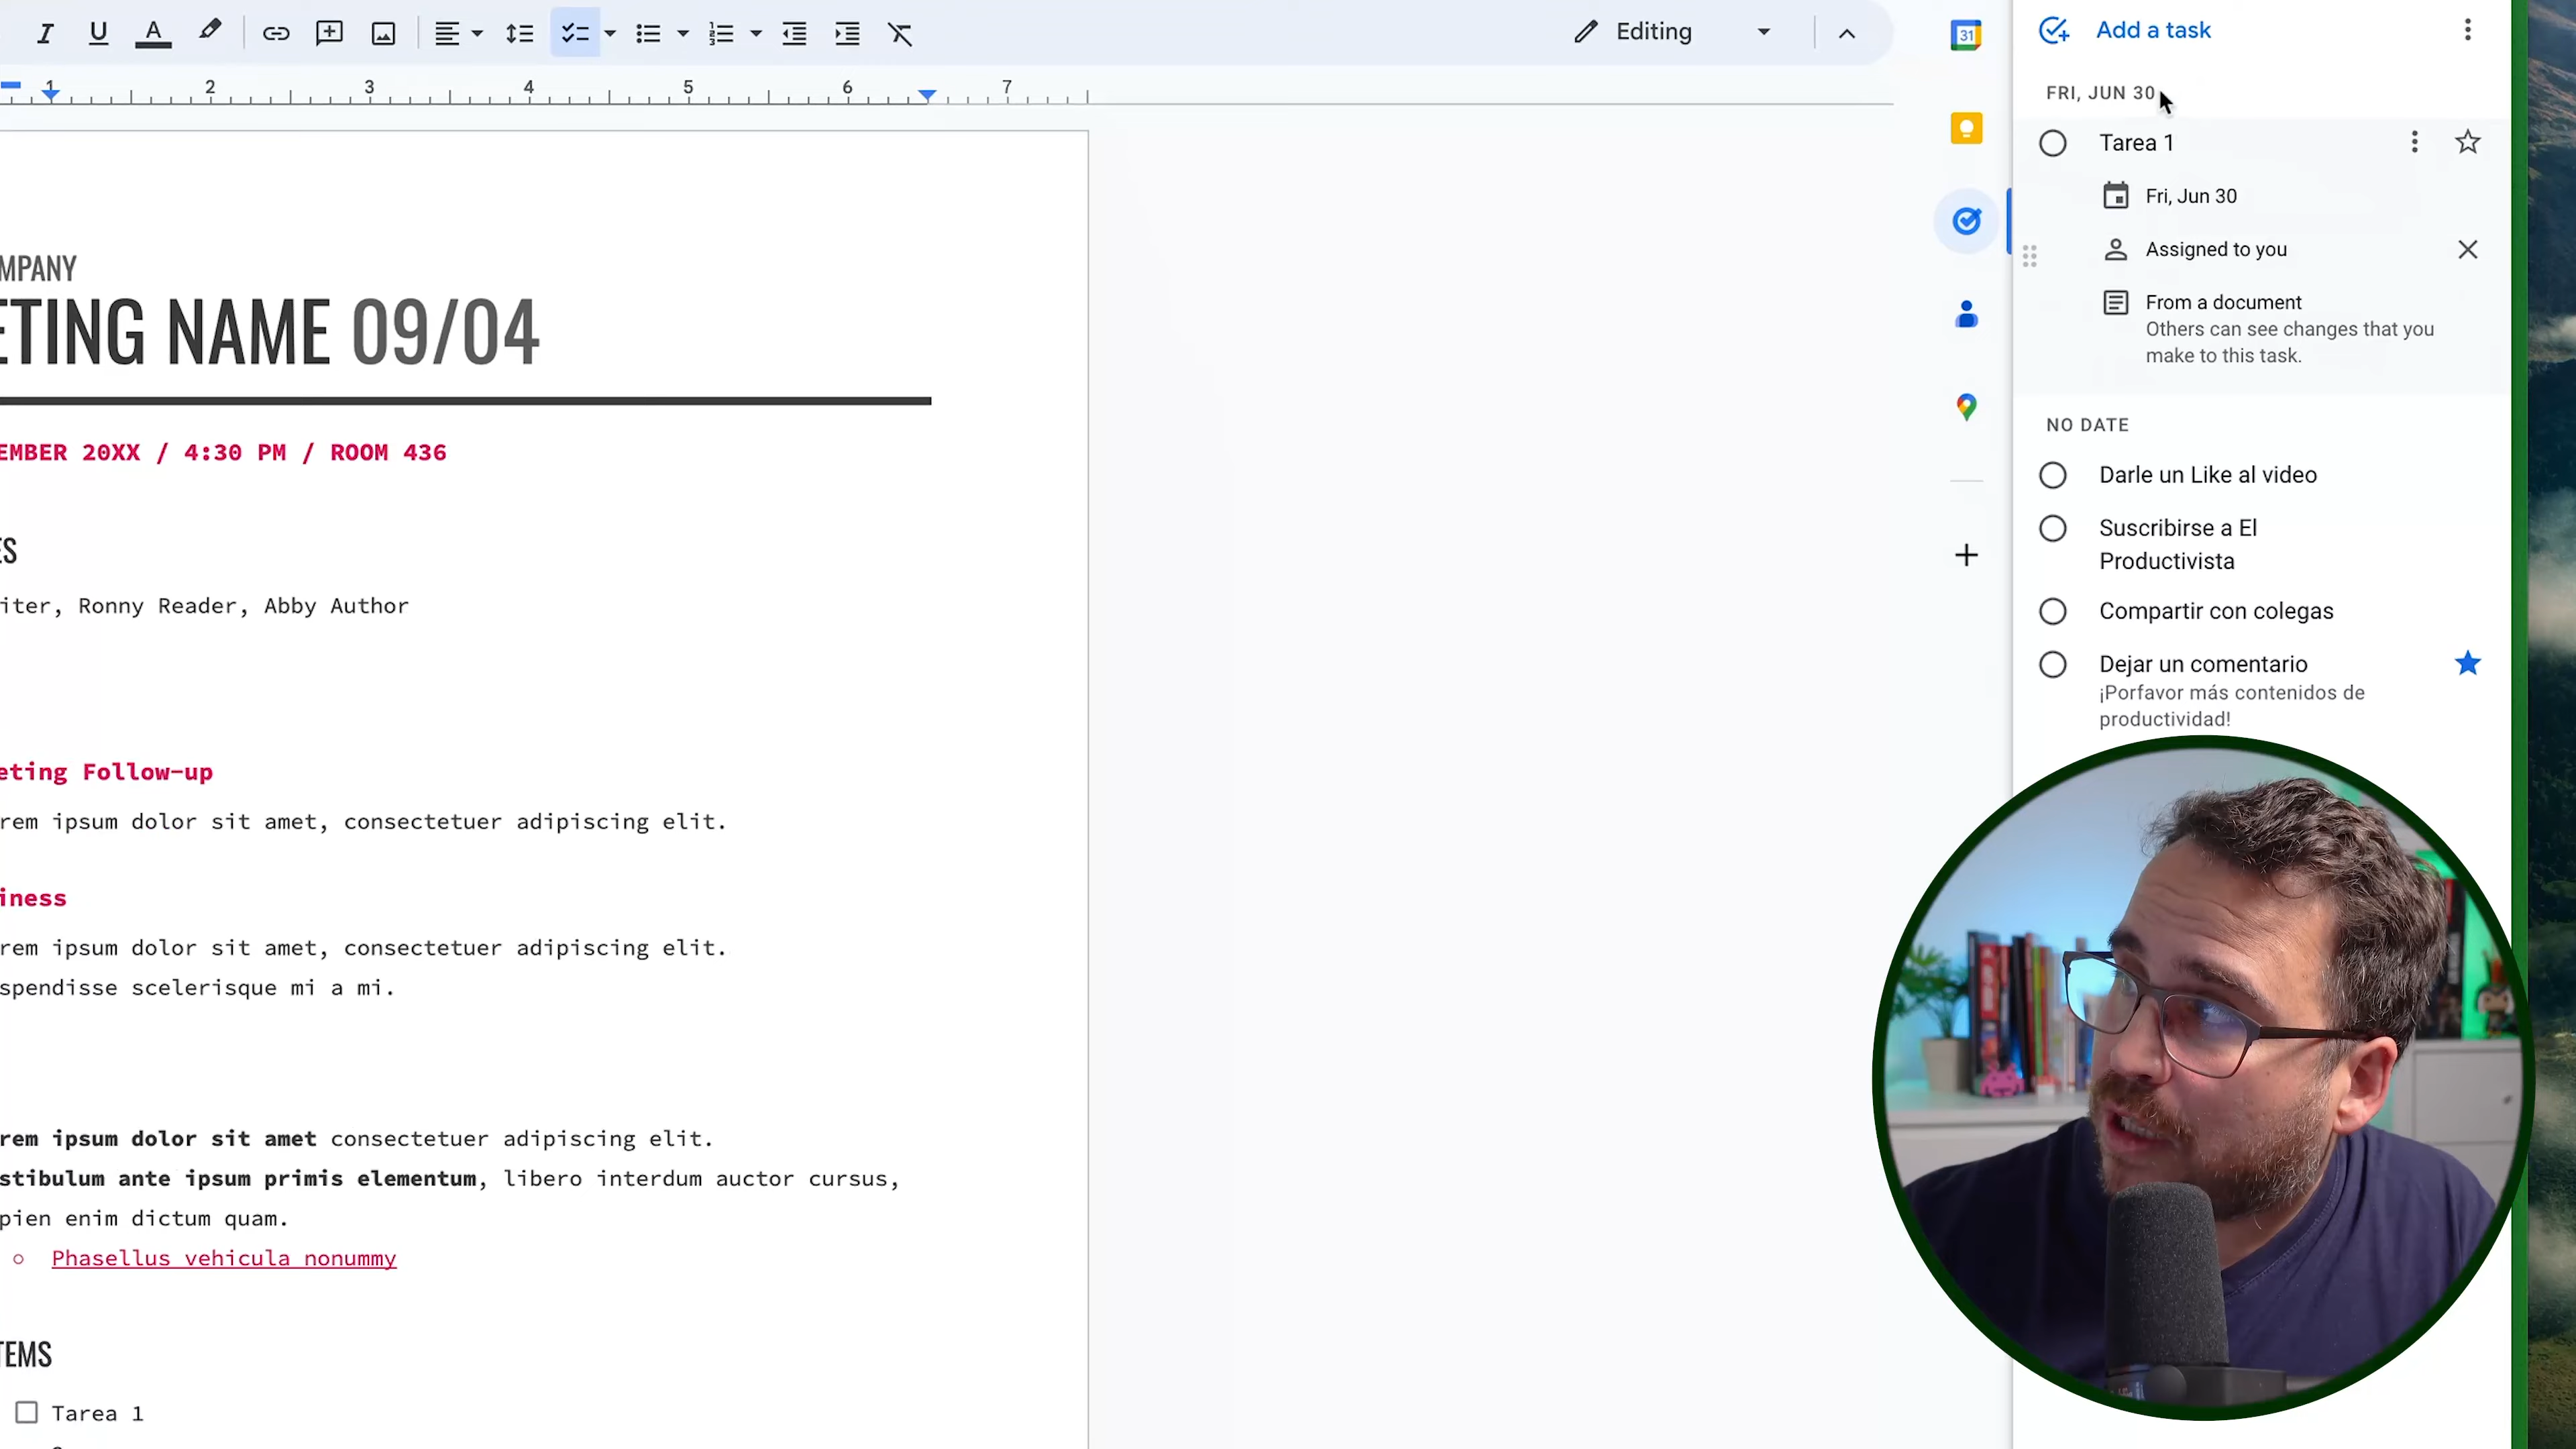 Editing
1 2 3 4 5 6 7
MPANY
ETING NAME 09/04
EMBER 20XX / 4:30 PM / ROOM 436
ES
iter, Ronny Reader, Abby Author
eting Follow-up
rem ipsum dolor sit amet, consectetuer adipiscing elit.
iness
rem ipsum dolor sit amet, consectetuer adipiscing elit.
spendisse scelerisque mi a mi.
rem ipsum dolor sit amet consectetuer adipiscing elit.
stibulum ante ipsum primis elementum, libero interdum auctor cursus,
pien enim dictum quam.
Phasellus vehicula nonummy
TEMS
Tarea 1
31
Add a task
FRI, JUN 30
Tarea 1
Fri, Jun 30
Assigned to you
From a document
Others can see changes that you
make to this task.
NO DATE
Darle un Like al video
Suscribirse a El
Productivista
Compartir con colegas
Dejar un comentario
¡Porfavor más contenidos de
productividad!